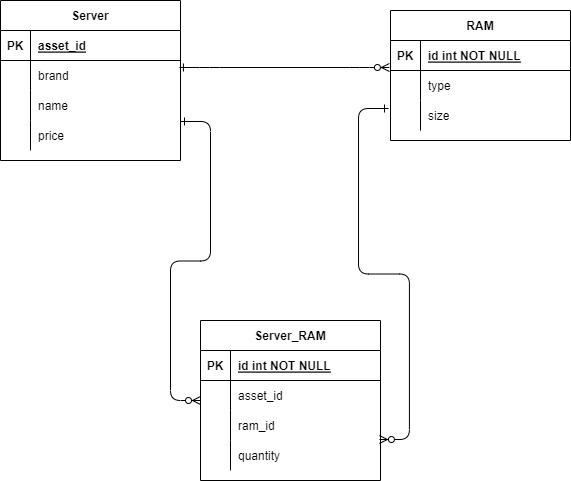 Server
PK asset_id
brand
name
price
RAM
PK id int NOT NULL
type
size
Server_RAM
PK id int NOT NULL
asset_id
ram_id
quantity